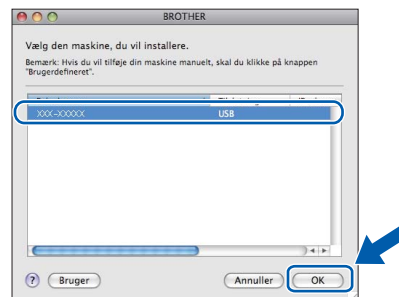 BROTHER
Vælg den maskine, du vil installere.
Bemærk: Hvis du vil tilføje din maskine manuelt, skal du klikke på knappen
"Brugerdefineret".
XXX-XXXXX USB
? Bruger Annuller OK